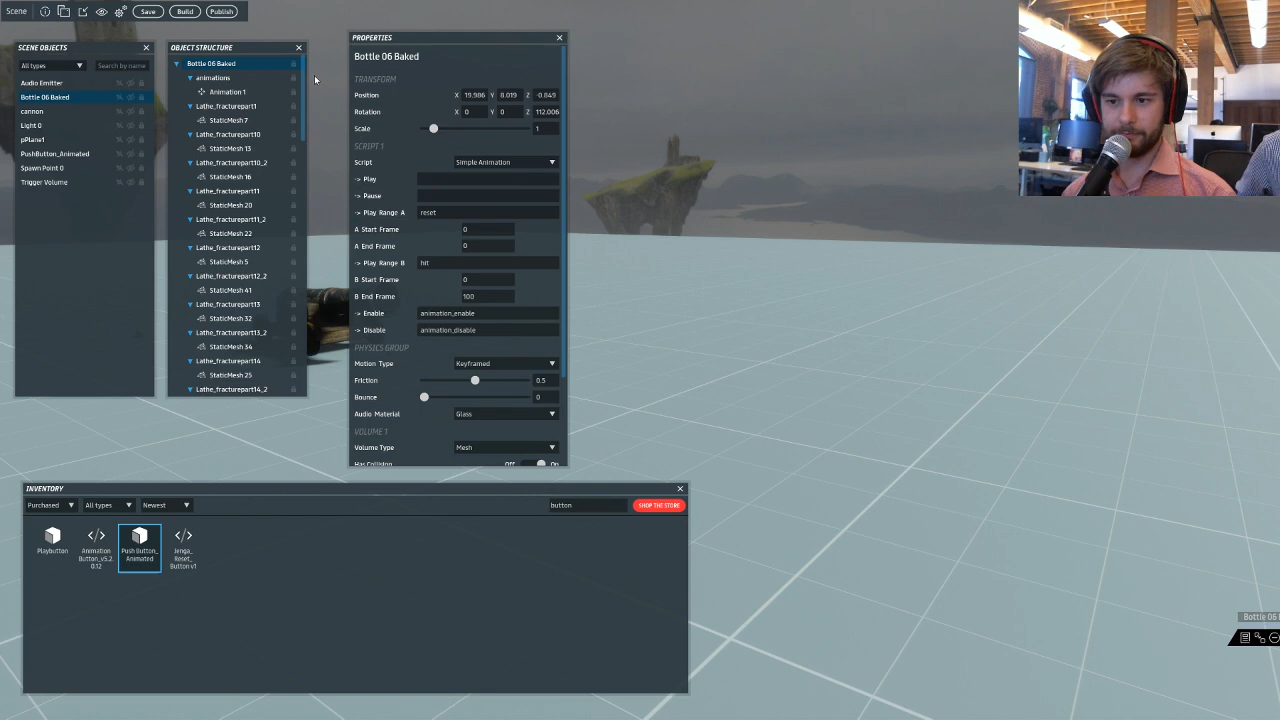 Scene Save Build Publish
SCENE OBJECTS
All types Search by name
Audio Emitter
Bottle 06 Baked
cannon
Light 0
pPlane1
PushButton_Animated
Spawn Point 0
Trigger Volume
OBJECT STRUCTURE
Bottle 06 Baked
animations
Animation 1
Lathe_fracturepart1
StaticMesh 7
Lathe_fracturepart10
StaticMesh 13
Lathe_fracturepart10_2
StaticMesh 16
Lathe_fracturepart11
StaticMesh 20
Lathe_fracturepart11_2
StaticMesh 22
Lathe_fracturepart12
StaticMesh 5
Lathe_fracturepart12_2
StaticMesh 41
Lathe_fracturepart13
StaticMesh 32
Lathe_fracturepart13_2
StaticMesh 34
Lathe_fracturepart14
StaticMesh 25
Lathe_fracturepart14_2
PROPERTIES
Bottle 06 Baked
TRANSFORM
Position X 19.986 Y 8.019 Z -0.849
Rotation X 0 Y 0 Z 112.006
Scale 1
SCRIPT 1
Script Simple Animation
-> Play
-> Pause
-> Play Range A reset
A Start Frame 0
A End Frame 0
-> Play Range B hit
B Start Frame 0
B End Frame 100
-> Enable animation_enable
-> Disable animation_disable
PHYSICS GROUP
Motion Type Keyframed
Friction 0.5
Bounce 0
Audio Material Glass
VOLUME 1
Volume Type Mesh
Has Collision Off On
INVENTORY
Purchased All types Newest button SHOP THE STORE
Playbutton
Animation
Button_v5.2.
0.12
Push Button_
Animated
Jenga_
Reset_
Button v1
Bottle 06